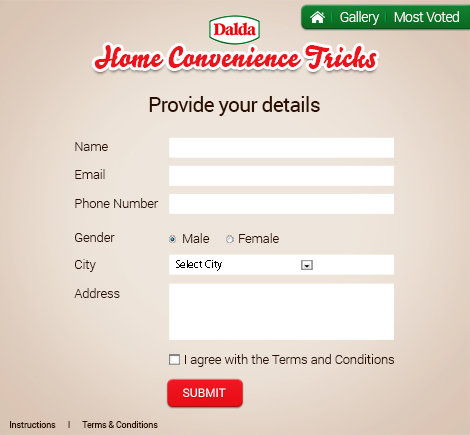 Gallery | Most Voted
Dalda
Home Convenience Tricks
Provide your details
Name
Email
Phone Number
Gender Male Female
City Select City
Address
I agree with the Terms and Conditions
SUBMIT
Instructions | Terms & Conditions